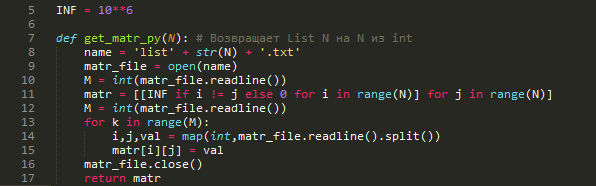 5 INF = 10**6
6
7 def get_matr_py(N): # Возвращает List N на N из int
8 name = 'list' + str(N) + '.txt'
9 matr_file = open(name)
10 M = int(matr_file.readline())
11 matr = [[INF if i != j else 0 for i in range(N)] for j in range(N)]
12 M = int(matr_file.readline())
13 for k in range(M):
14 i,j,val = map(int,matr_file.readline().split())
15 matr[i][j] = val
16 matr_file.close()
17 return matr